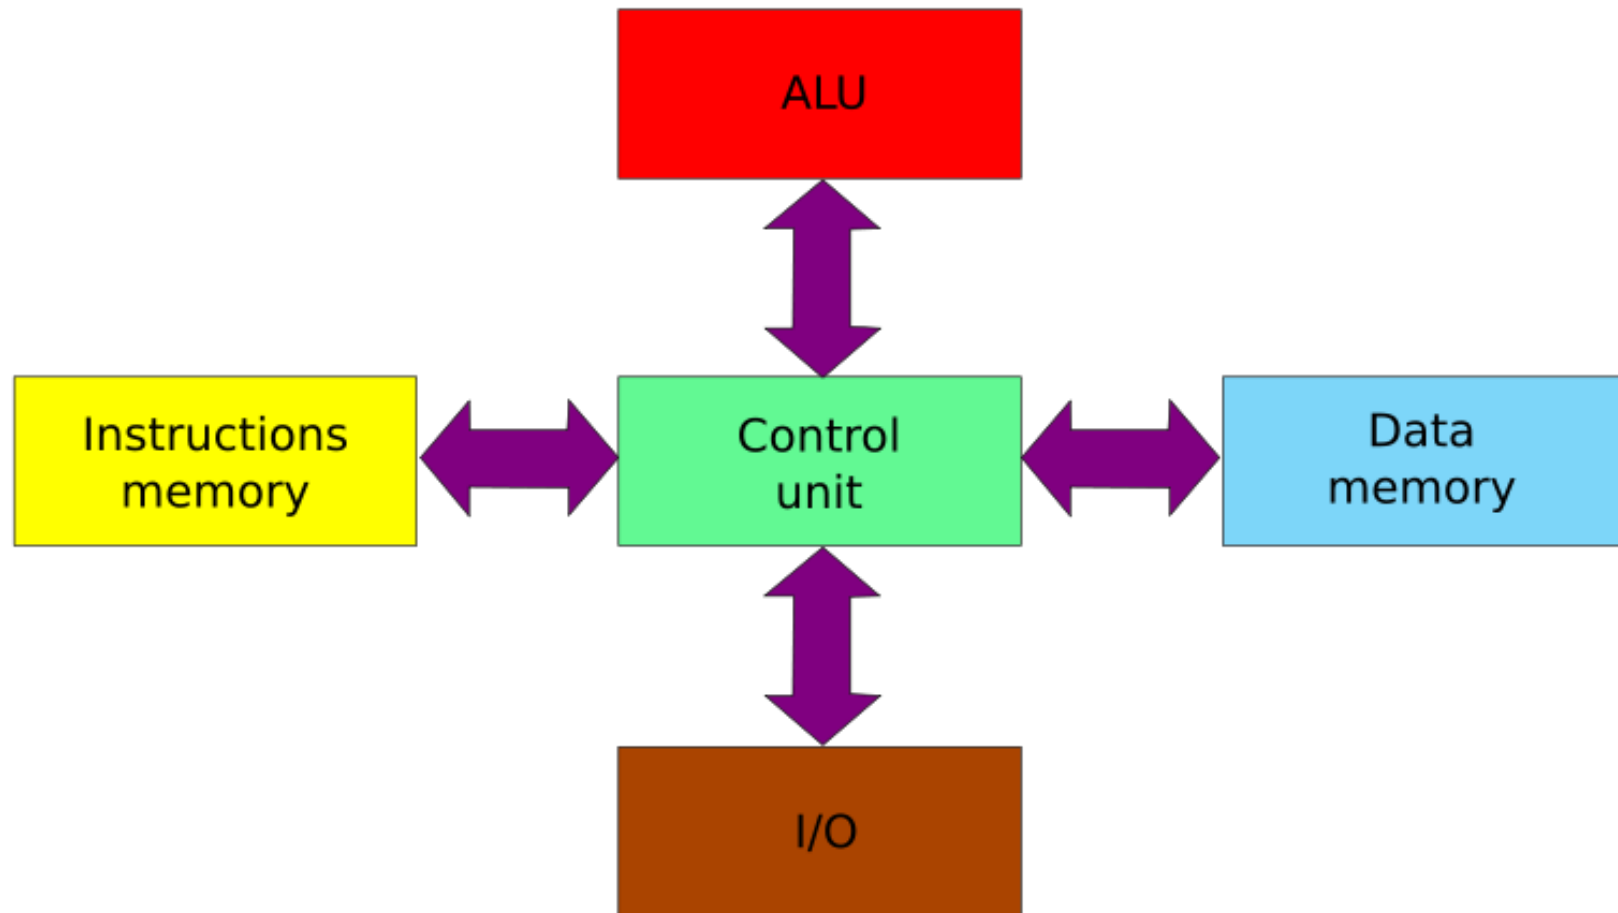 ALU
Instructions
memory
Control
unit
Data
memory
I/O